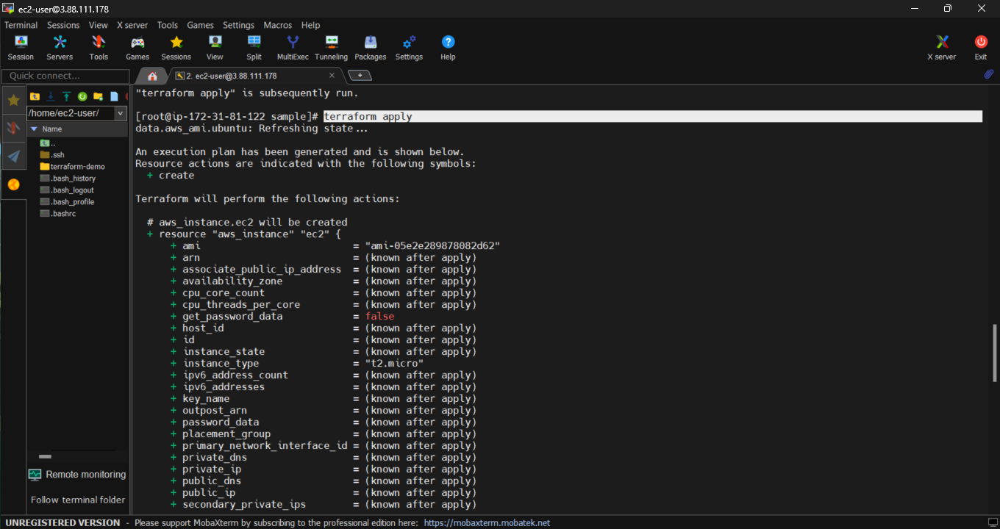 ec2-user@3.88.111.178
Terminal Sessions View X server Tools Games Settings Macros Help
Session Servers Tools Games Sessions View Split MultiExec Tunneling Packages Settings Help X server Exit
Quick connect...
2. ec2-user@3.88.111.178
/home/ec2-user/
Name
..
.ssh
terraform-demo
.bash_history
.bash_logout
.bash_profile
.bashrc
Remote monitoring
Follow terminal folder
"terraform apply" is subsequently run.
[root@ip-172-31-81-122 sample]# terraform apply
data.aws_ami.ubuntu: Refreshing state...
An execution plan has been generated and is shown below.
Resource actions are indicated with the following symbols:
+ create
Terraform will perform the following actions:
# aws_instance.ec2 will be created
+ resource "aws_instance" "ec2" {
+ ami = "ami-05e2e289878082d62"
+ arn = (known after apply)
+ associate_public_ip_address = (known after apply)
+ availability_zone = (known after apply)
+ cpu_core_count = (known after apply)
+ cpu_threads_per_core = (known after apply)
+ get_password_data = false
+ host_id = (known after apply)
+ id = (known after apply)
+ instance_state = (known after apply)
+ instance_type = "t2.micro"
+ ipv6_address_count = (known after apply)
+ ipv6_addresses = (known after apply)
+ key_name = (known after apply)
+ outpost_arn = (known after apply)
+ password_data = (known after apply)
+ placement_group = (known after apply)
+ primary_network_interface_id = (known after apply)
+ private_dns = (known after apply)
+ private_ip = (known after apply)
+ public_dns = (known after apply)
+ public_ip = (known after apply)
+ secondary_private_ips = (known after apply)
UNREGISTERED VERSION - Please support MobaXterm by subscribing to the professional edition here: https://mobaxterm.mobatek.net